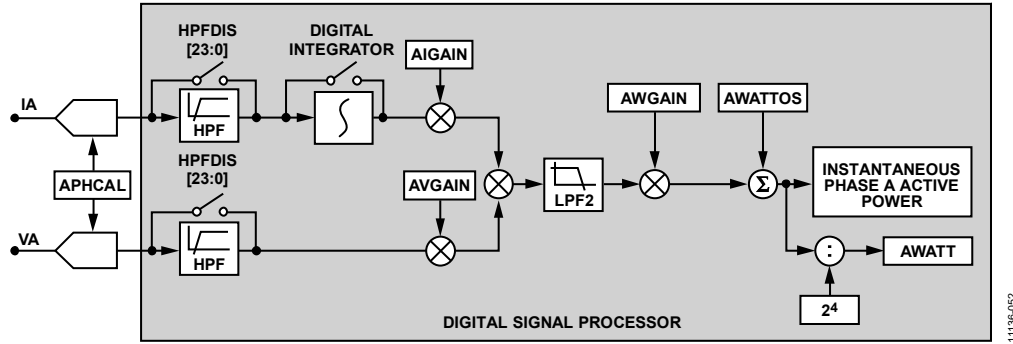 HPFDIS
[23:0]
DIGITAL
INTEGRATOR
AIGAIN
IA
HPF
AWGAIN
AWATTOS
HPFDIS
[23:0]
APHCAL
AVGAIN
LPF2
Σ
INSTANTANEOUS
PHASE A ACTIVE
POWER
VA
HPF
:
AWATT
2⁴
DIGITAL SIGNAL PROCESSOR
11136-052